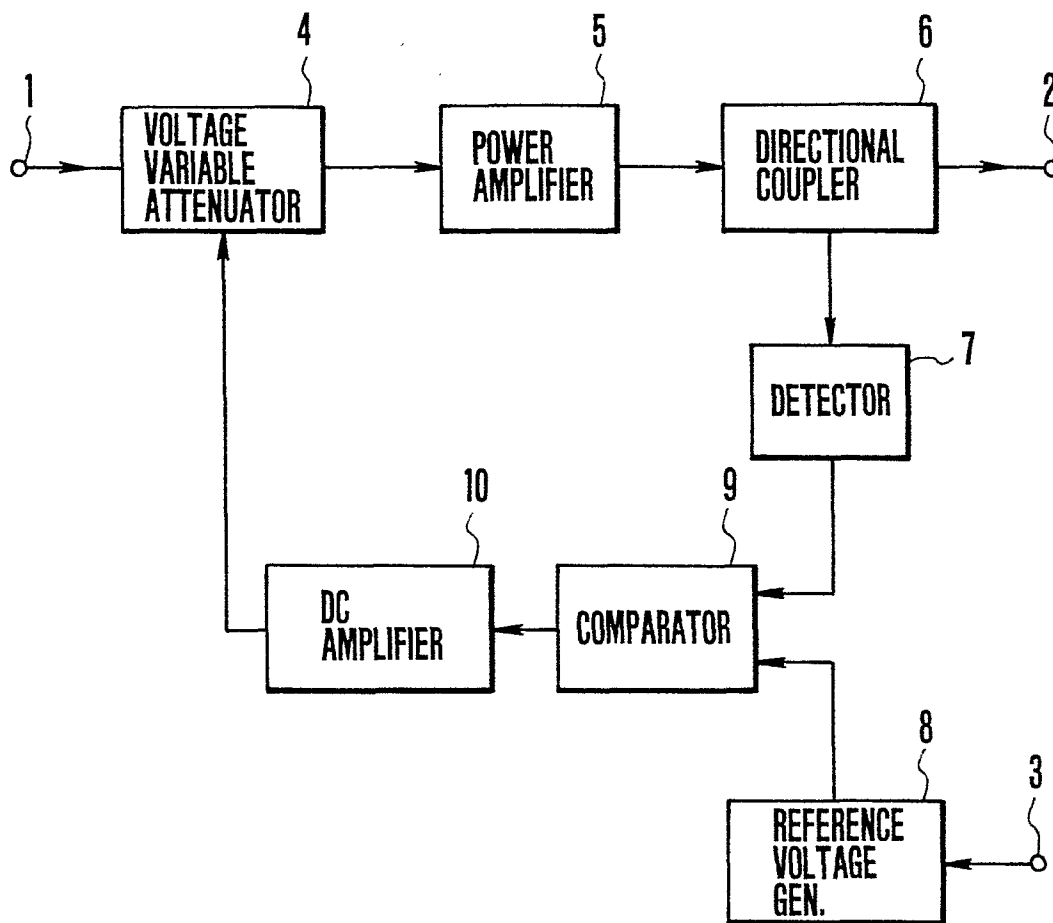 4
5
6
1
2
VOLTAGE
VARIABLE
ATTENUATOR
POWER
AMPLIFIER
DIRECTIONAL
COUPLER
7
DETECTOR
10
9
DC
AMPLIFIER
COMPARATOR
8
3
REFERENCE
VOLTAGE
GEN.